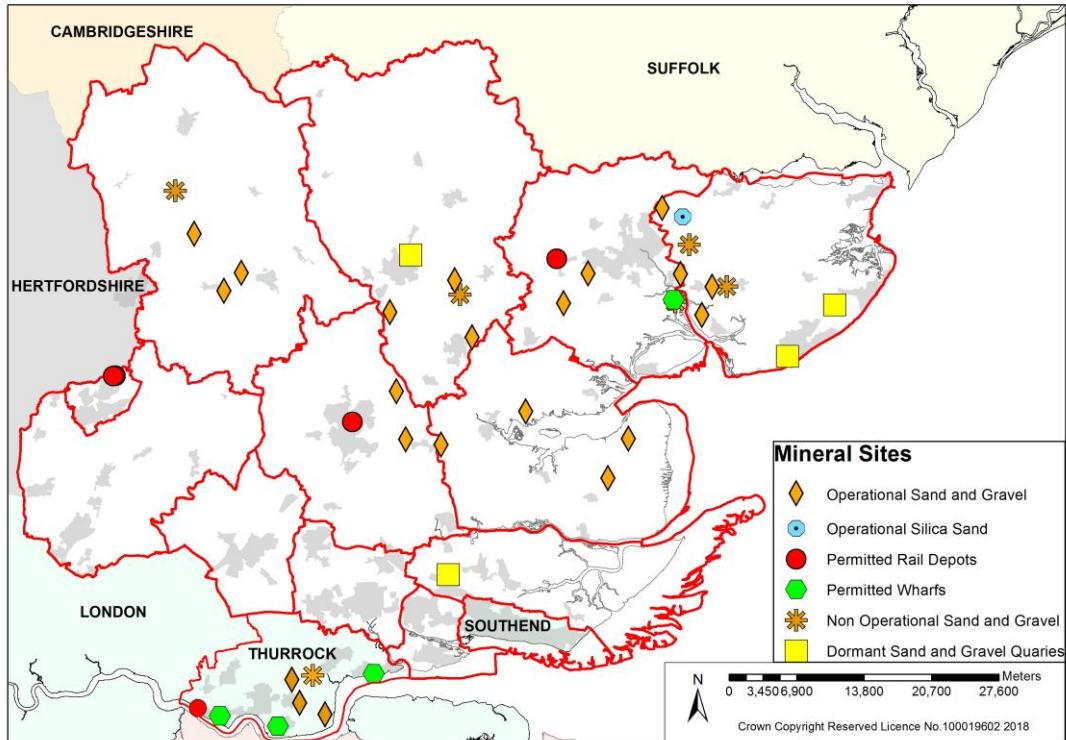 CAMBRIDGESHIRE
SUFFOLK
HERTFORDSHIRE
LONDON
THURROCK
SOUTHEND
Mineral Sites
Operational Sand and Gravel
Operational Silica Sand
Permitted Rail Depots
Permitted Wharfs
Non Operational Sand and Gravel
Dormant Sand and Gravel Quaries
N
Meters
0 3,450 6,900 13,800 20,700 27,600
Crown Copyright Reserved Licence No.100019602 2018